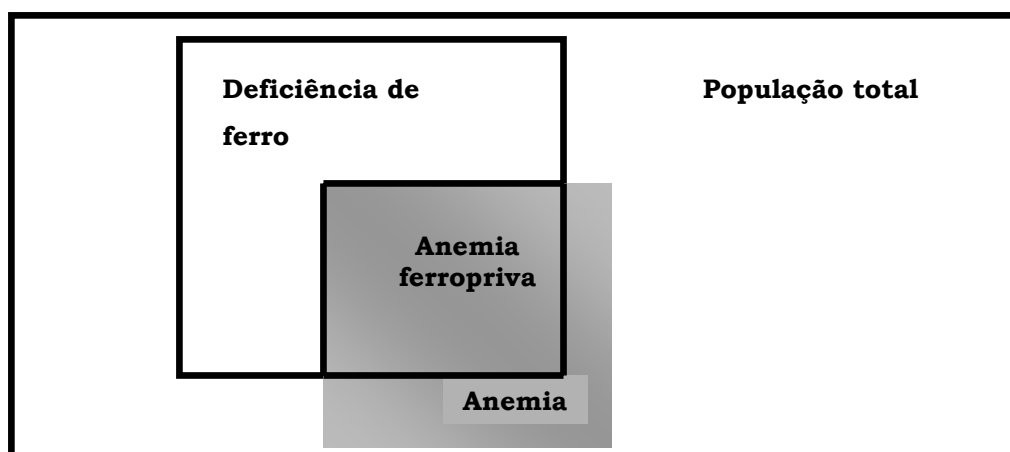 Deficiência de
ferro
População total
Anemia
ferropriva
Anemia